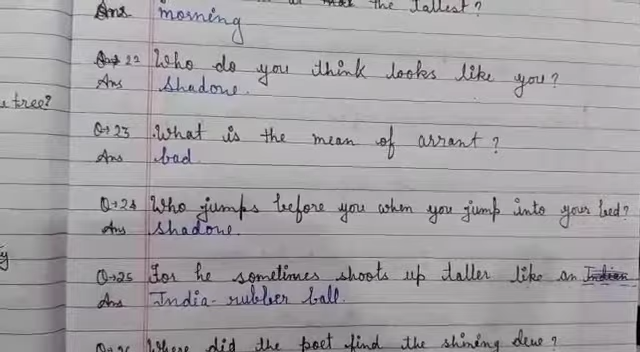 the tallest?
Ans morning
Q→22 Who do you think looks like you?
Ans Shadone.
tree?
Q→23 What is the mean of arrant?
Ans bad
Q→24 Who jumps before you when you jump into your bed?
Ans Shadone.
Q→25 For he sometimes shoots up taller like an Indian
Ans India-rubber ball.
Where did the poet find the shining dew?